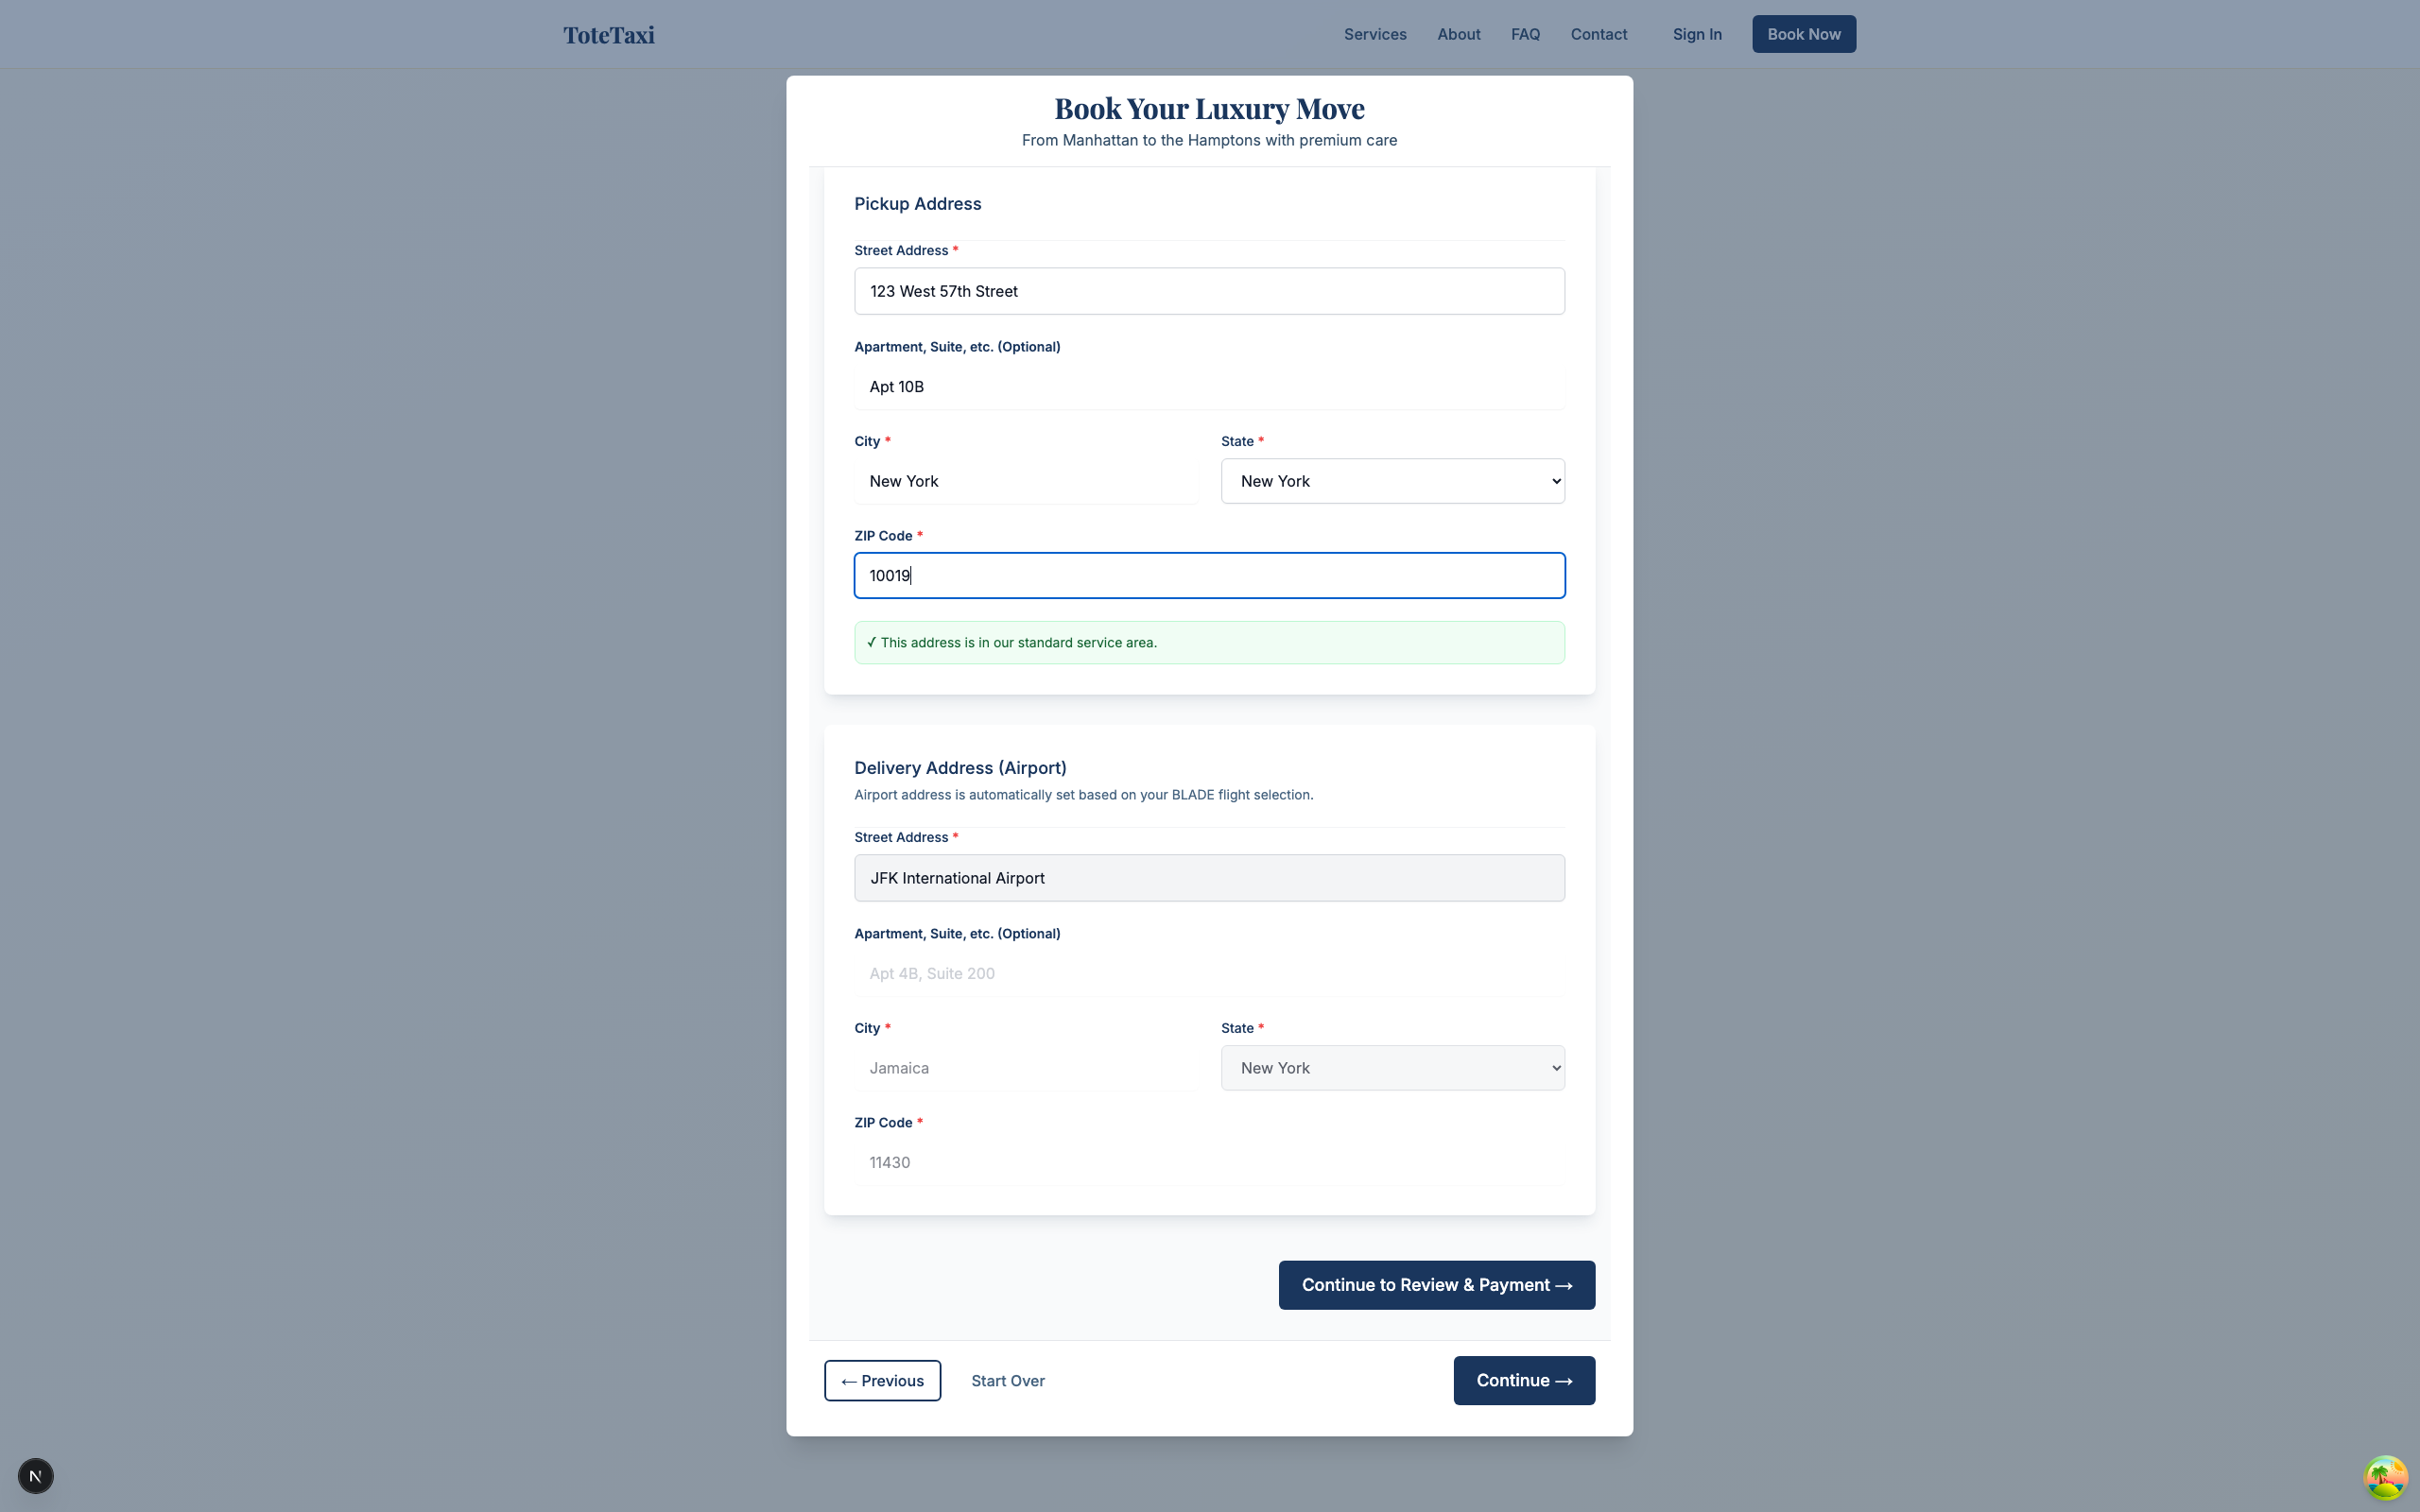 ToteTaxi
Services About FAQ Contact Sign In Book Now
Book Your Luxury Move
From Manhattan to the Hamptons with premium care
Pickup Address
Street Address *
123 West 57th Street
Apartment, Suite, etc. (Optional)
Apt 10B
City * State *
New York New York
ZIP Code *
10019
✓ This address is in our standard service area.
Delivery Address (Airport)
Airport address is automatically set based on your BLADE flight selection.
Street Address *
JFK International Airport
Apartment, Suite, etc. (Optional)
Apt 4B, Suite 200
City * State *
Jamaica New York
ZIP Code *
11430
Continue to Review & Payment →
← Previous Start Over Continue →
N